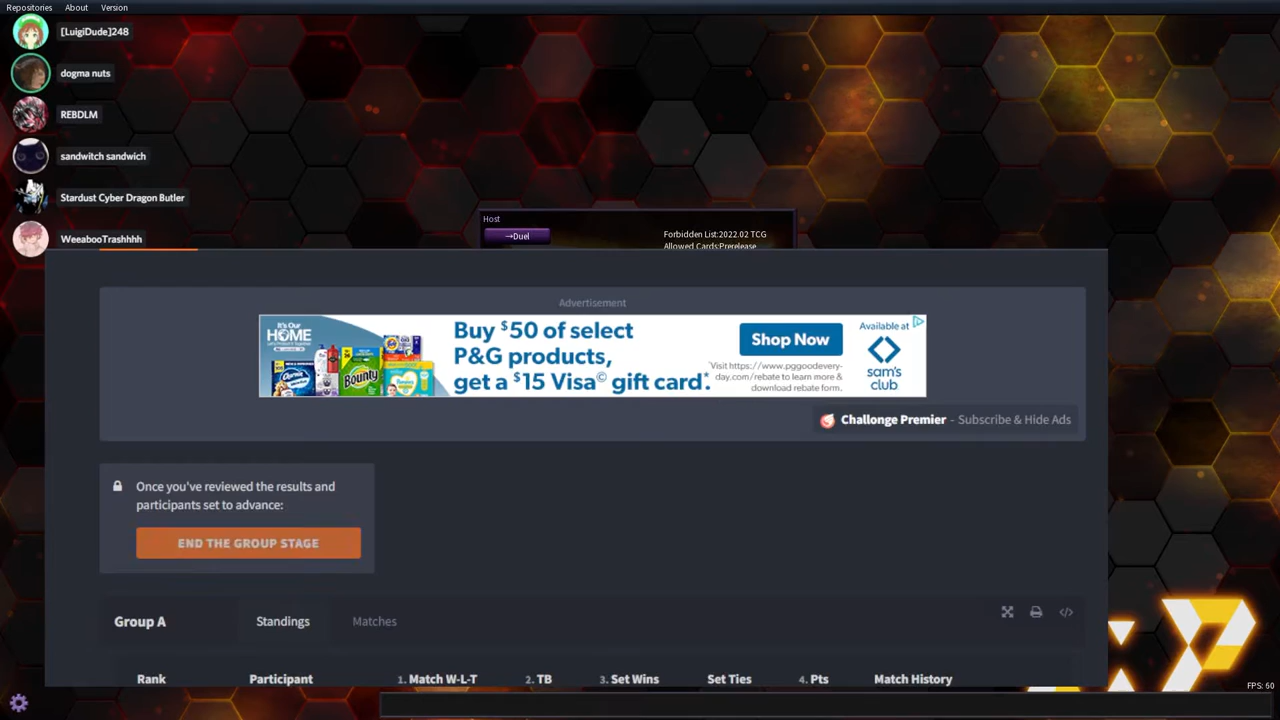 Repositories About Version
[LuigiDude]248
dogma nuts
REBDLM
sandwitch sandwich
Stardust Cyber Dragon Butler
WeeabooTrashhhh
Host
→Duel
Forbidden List:2022.02 TCG
Allowed Cards:Prerelease
Advertisement
It's Our
HOME
Buy $50 of select
P&G products,
get a $15 Visa© gift card*.
Bounty
Shop Now
*Visit https://www.pggoodevery-
day.com/rebate to learn more &
download rebate form.
Available at
sam's
club
Challonge Premier - Subscribe & Hide Ads
Once you've reviewed the results and
participants set to advance:
END THE GROUP STAGE
Group A Standings Matches
Rank Participant 1. Match W-L-T 2. TB 3. Set Wins Set Ties 4. Pts Match History
FPS: 60